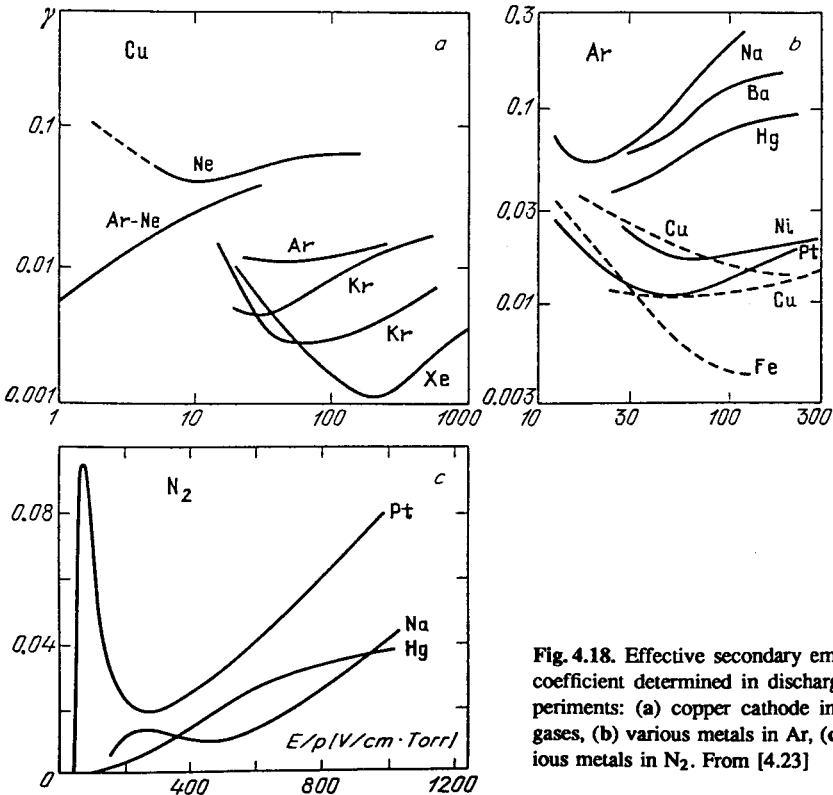 γ
Cu
a
0.1
Ne
Ar-Ne
0.01
Ar
Kr
Kr
0.001
Xe
1
10
100
1000
0.3
Ar
b
Na
0.1
Ba
Hg
0.03
Cu
Ni
Pt
0.01
Cu
Fe
0.003
10
30
100
300
N2
c
0.08
Pt
0.04
Na
Hg
E/p [V/cm·Torr]
0
400
800
1200
Fig. 4.18. Effective secondary em
coefficient determined in discharg
periments: (a) copper cathode in
gases, (b) various metals in Ar, (c
ious metals in N2. From [4.23]